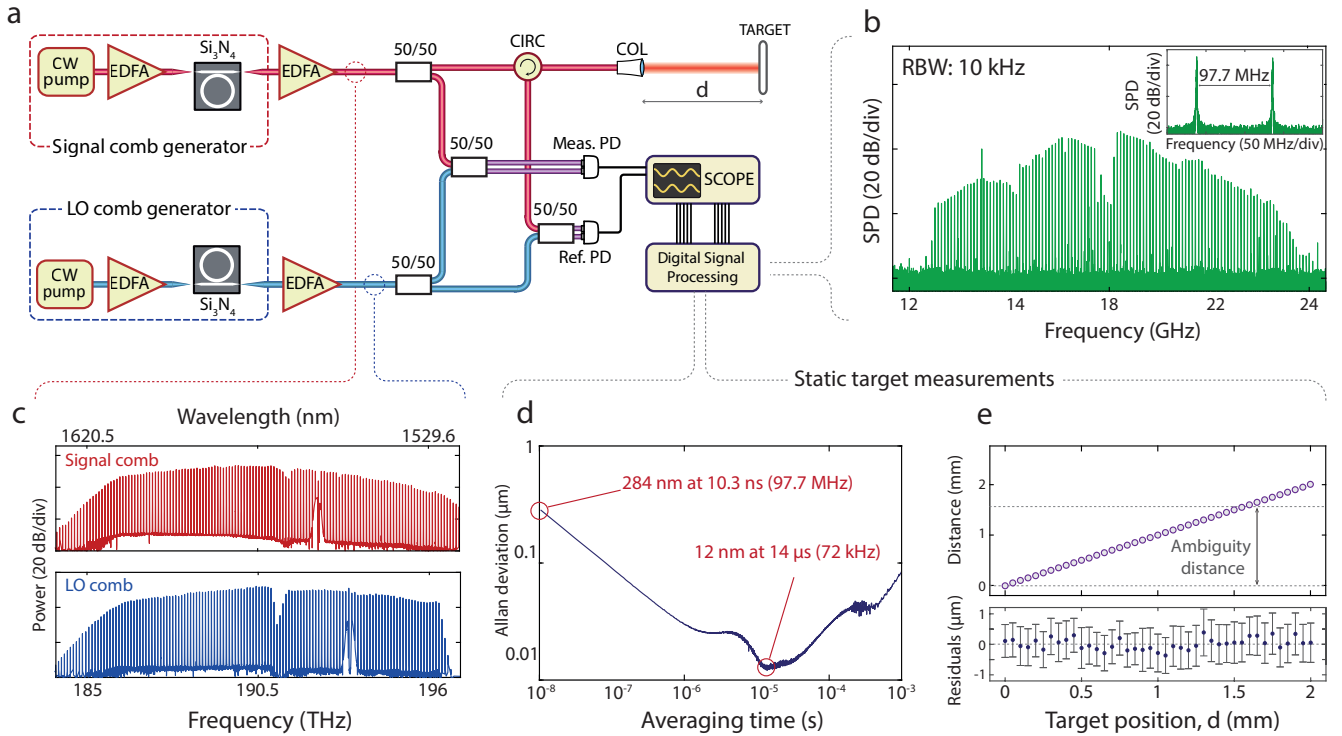 a
CW
pump
EDFA
Si3N4
EDFA
Signal comb generator
50/50
CIRC
COL
TARGET
d
50/50
Meas. PD
SCOPE
LO comb generator
50/50
Ref. PD
CW
pump
EDFA
Si3N4
EDFA
50/50
Digital Signal
Processing
b
RBW: 10 kHz
SPD (20 dB/div)
12
14
18
22
24
Frequency (GHz)
97.7 MHz
SPD
(20 dB/div)
Frequency (50 MHz/div)
Static target measurements
c
Wavelength (nm)
1620.5
1529.6
Signal comb
LO comb
Power (20 dB/div)
185
190.5
196
Frequency (THz)
d
Allan deviation (μm)
1
0.1
0.01
284 nm at 10.3 ns (97.7 MHz)
12 nm at 14 μs (72 kHz)
10⁻⁸
10⁻⁷
10⁻⁶
10⁻⁵
10⁻⁴
10⁻³
Averaging time (s)
e
Distance (mm)
2
1
0
Ambiguity
distance
Residuals (μm)
1
0
-1
0
0.5
1
1.5
2
Target position, d (mm)